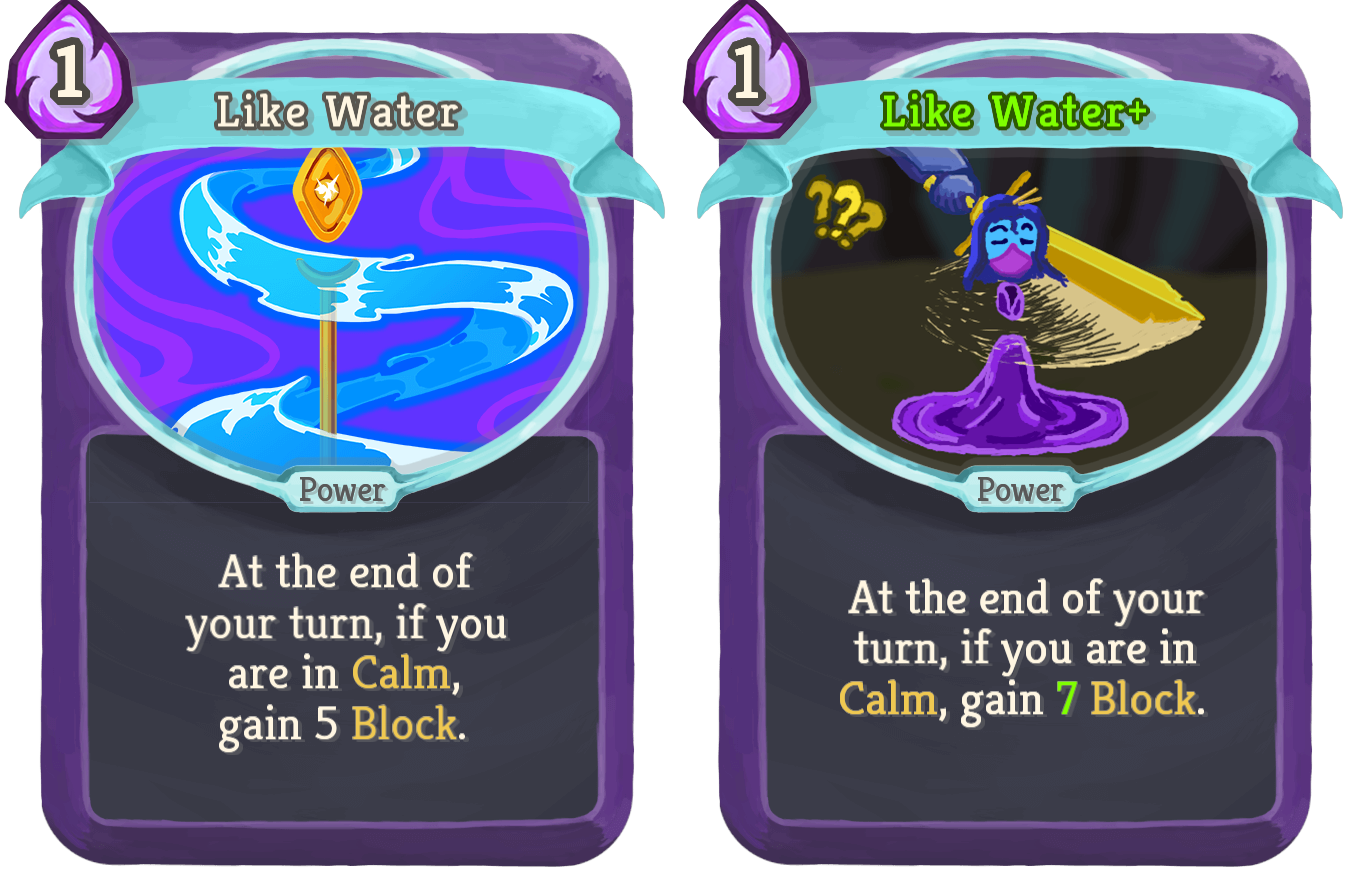 1
Like Water
Power
At the end of
your turn, if you
are in Calm,
gain 5 Block.
1
Like Water+
??
?
Power
At the end of your
turn, if you are in
Calm, gain 7 Block.